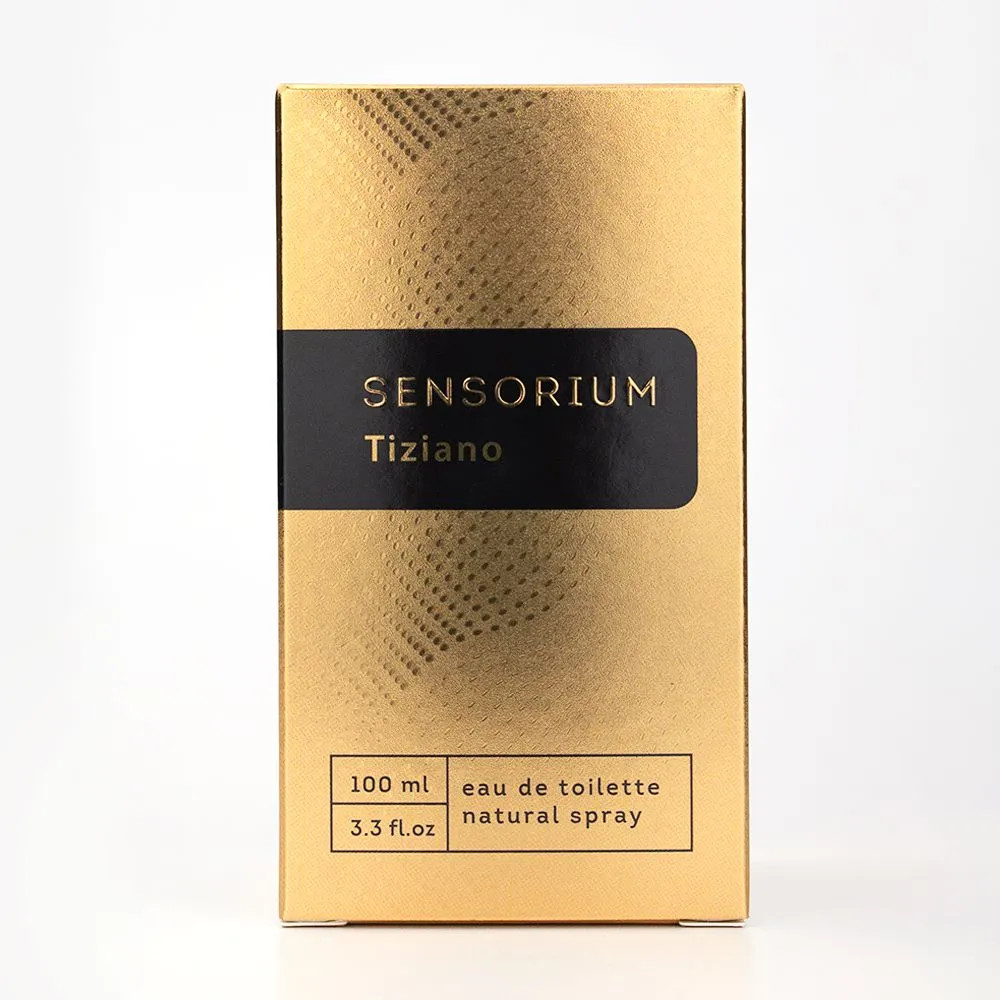 SENSORIUM
Tiziano
100 ml
3.3 fl.oz
eau de toilette
natural spray